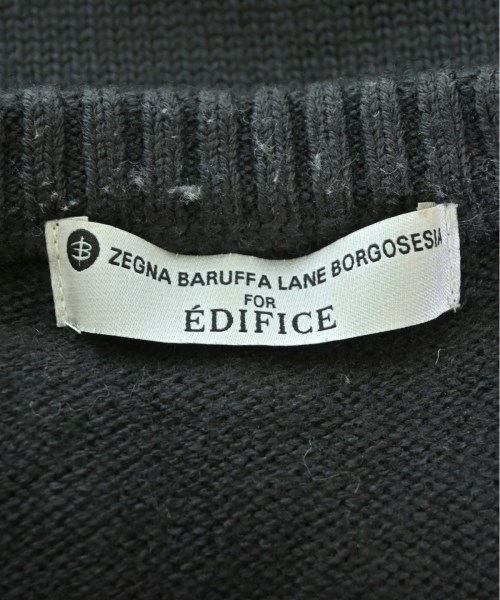 ZEGNA BARUFFA LANE BORGOSESIA
FOR
ÉDIFICE